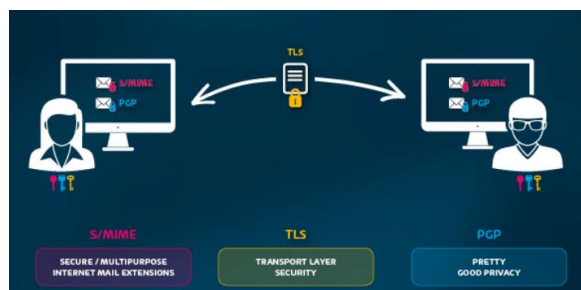 TLS
S/MIME
PGP
S/MIME
PGP
S/MIME
TLS
PGP
SECURE / MULTIPURPOSE
INTERNET MAIL EXTENSIONS
TRANSPORT LAYER
SECURITY
PRETTY
GOOD PRIVACY